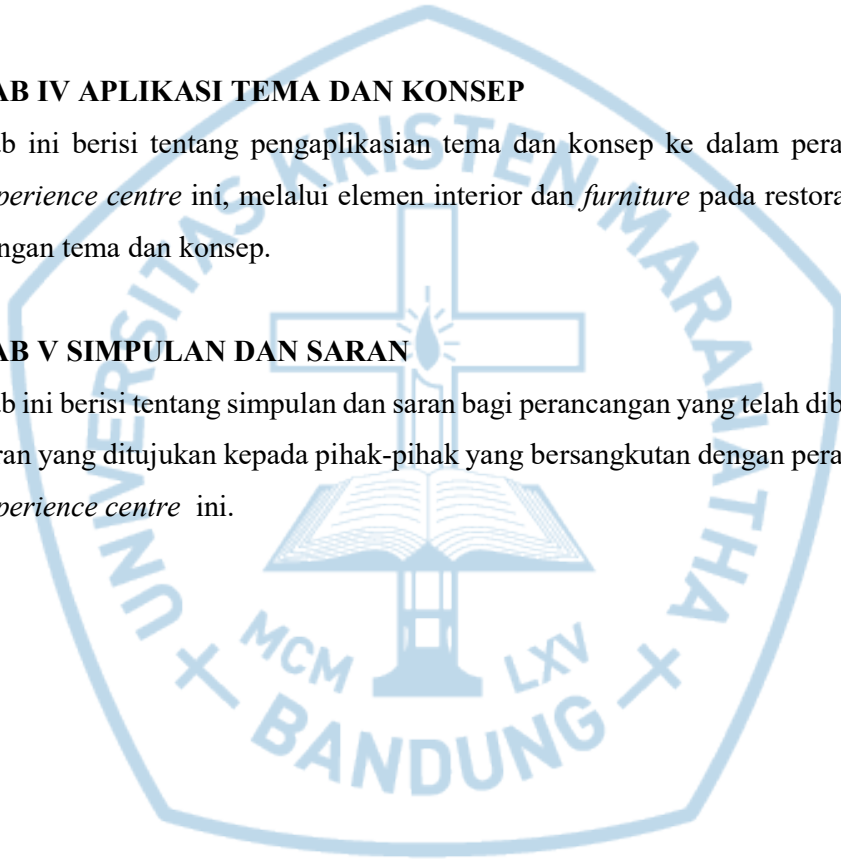 AB IV APLIKASI TEMA DAN KONSEP
ab ini berisi tentang pengaplikasian tema dan konsep ke dalam pera
perience centre ini, melalui elemen interior dan furniture pada restora
ngan tema dan konsep.
AB V SIMPULAN DAN SARAN
ab ini berisi tentang simpulan dan saran bagi perancangan yang telah dib
ran yang ditujukan kepada pihak-pihak yang bersangkutan dengan pera
perience centre ini.
UNIVERSITAS KRISTEN MARANATHA
MCM LXV
BANDUNG